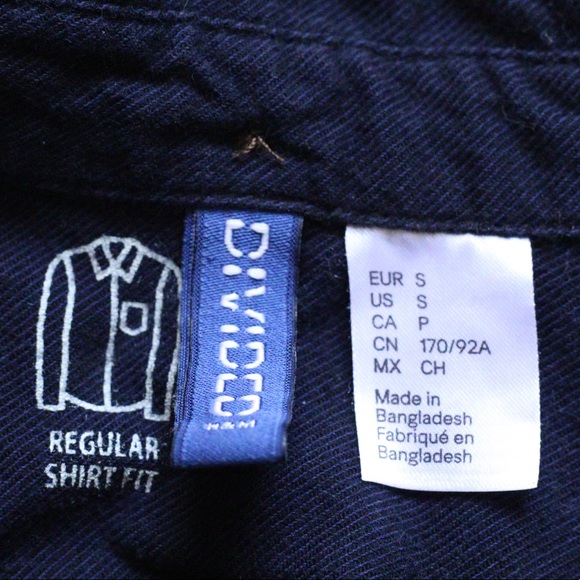 REGULAR
SHIRT FIT
DIVIDED
H&M
EUR S
US S
CA P
CN 170/92A
MX CH
Made in
Bangladesh
Fabriqué en
Bangladesh